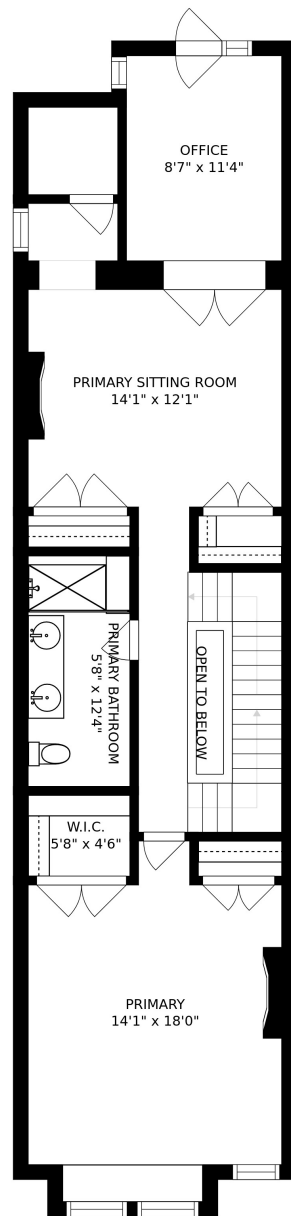 OFFICE
8'7" x 11'4"
PRIMARY SITTING ROOM
14'1" x 12'1"
PRIMARY BATHROOM
5'8" x 12'4"
OPEN TO BELOW
W.I.C.
5'8" x 4'6"
PRIMARY
14'1" x 18'0"